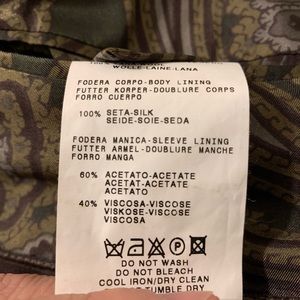 WOLLE-LAINE-LANA
FODERA CORPO-BODY LINING
FUTTER KORPER-DOUBLURE CORPS
FORRO CUERPO
100% SETA-SILK
SEIDE-SOIE-SEDA
FODERA MANICA-SLEEVE LINING
FUTTER ARMEL-DOUBLURE MANCHE
FORRO MANGA
60% ACETATO-ACETATE
ACETAT-ACETATE
ACETATO
40% VISCOSA-VISCOSE
VISKOSE-VISCOSE
VISCOSA
P
DO NOT WASH
DO NOT BLEACH
COOL IRON/DRY CLEAN
TUMBLE DRY